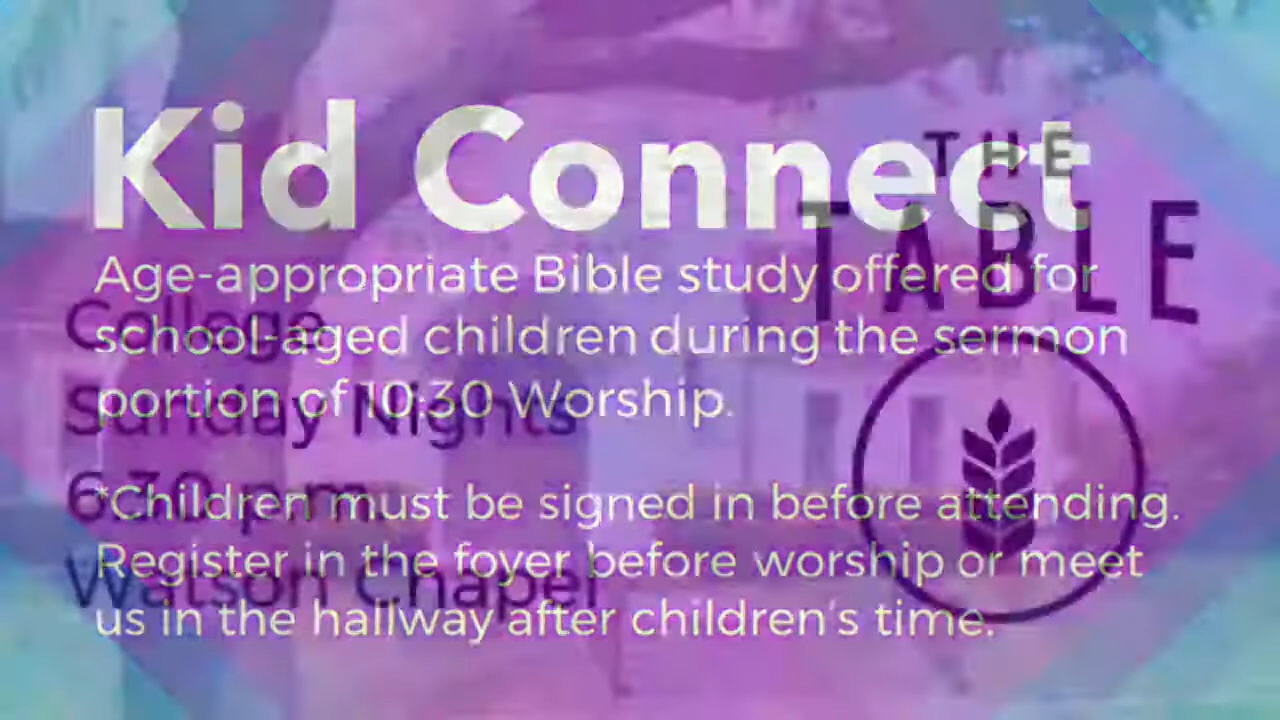 Kid Connect
Age-appropriate Bible study offered for
school-aged children during the sermon
portion of 10:30 Worship.
*Children must be signed in before attending.
Register in the foyer before worship or meet
us in the hallway after children's time.
THE
TABLE
College
Sunday Nights
6:30 p.m.
Watson Chapel